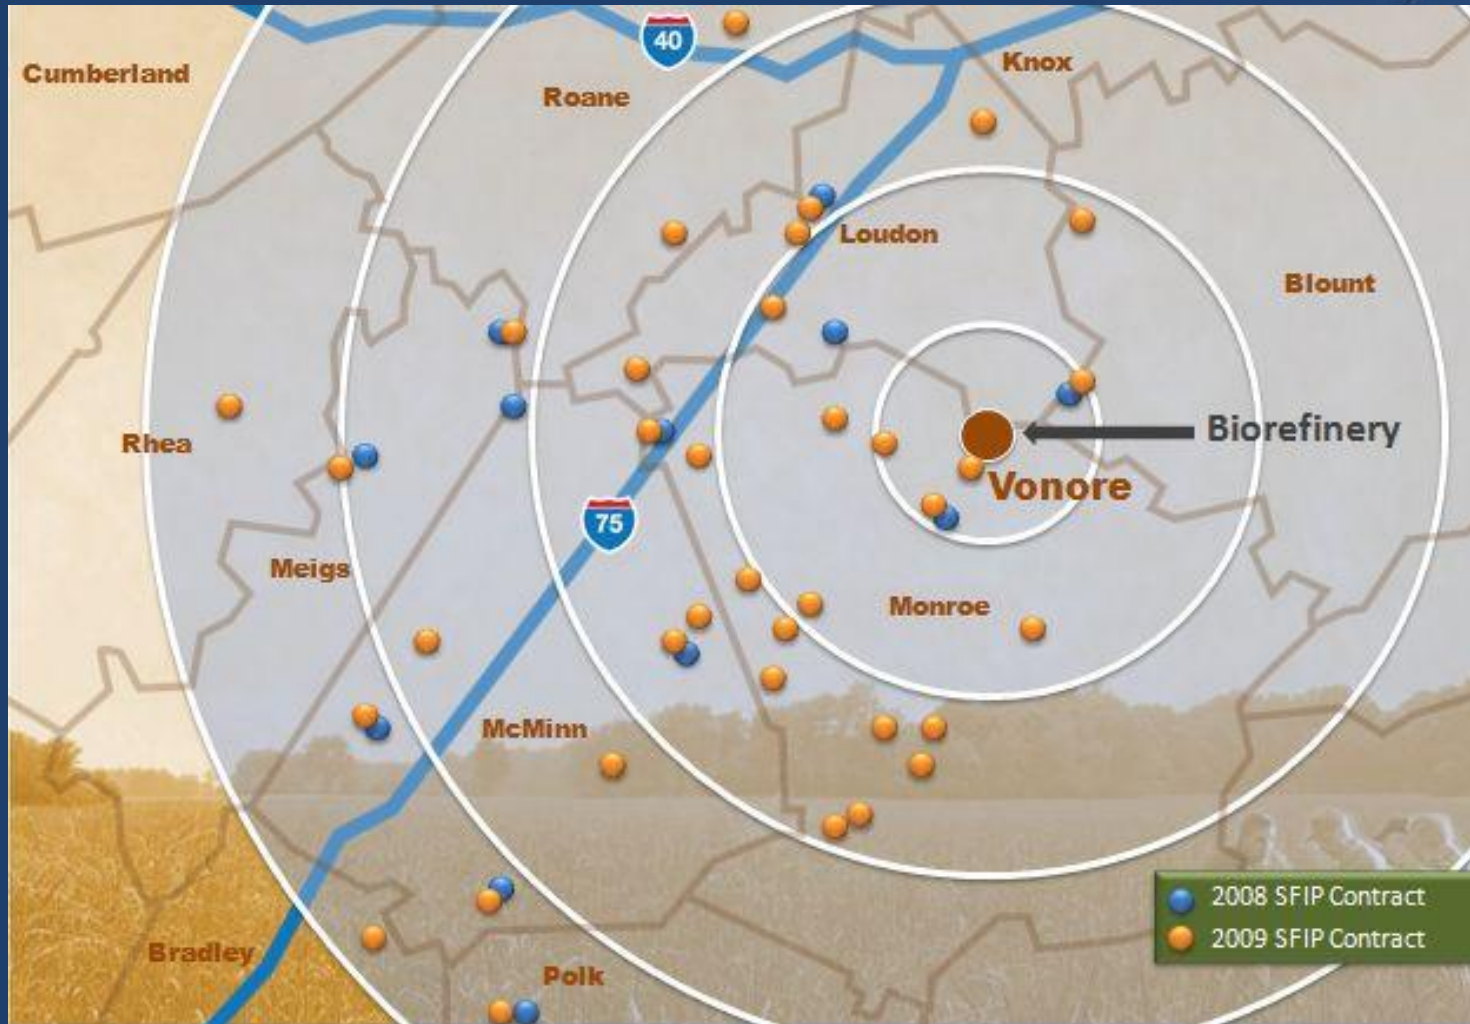 40
Knox
Cumberland
Roane
Loudon
Blount
Biorefinery
Rhea
Vonore
75
Meigs
Monroe
McMinn
2008 SFIP Contract
2009 SFIP Contract
Bradley
Polk